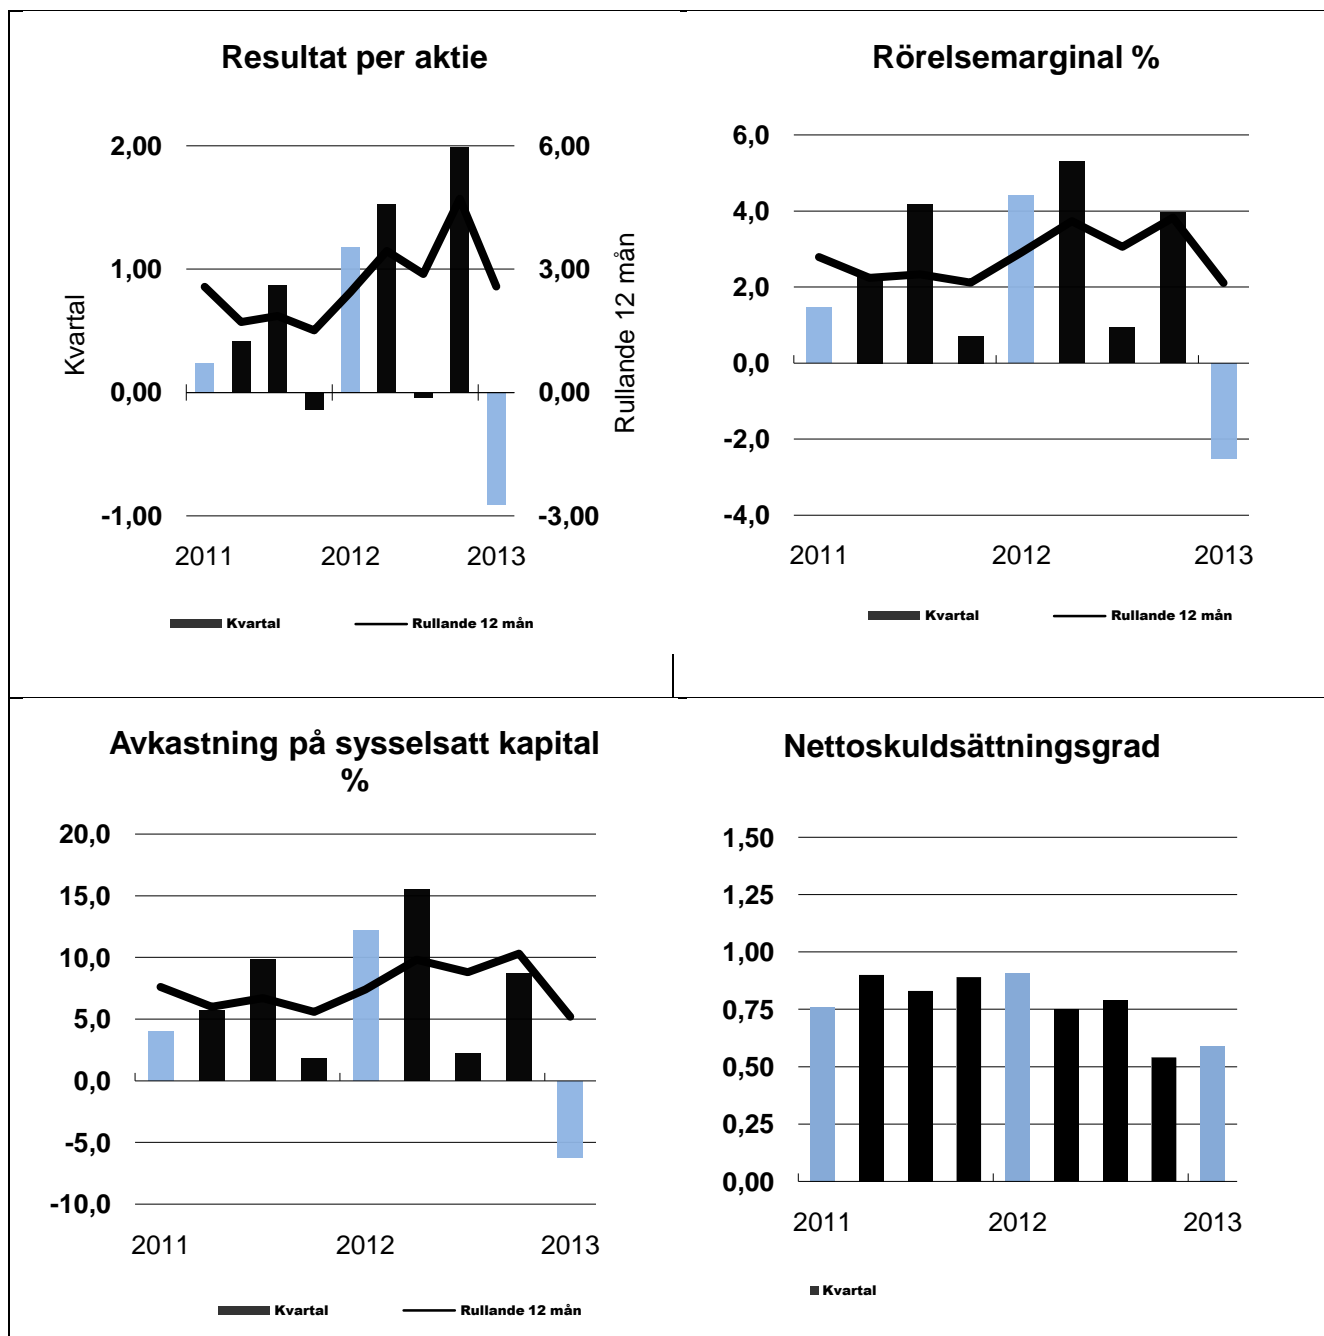 Resultat per aktie
2,00
1,00
0,00
-1,00
Kvartal
6,00
3,00
0,00
-3,00
Rullande 12 mån
2011 2012 2013
Kvartal Rullande 12 mån
Rörelsemarginal %
6,0
4,0
2,0
0,0
-2,0
-4,0
2011 2012 2013
Kvartal Rullande 12 mån
Avkastning på sysselsatt kapital
%
20,0
15,0
10,0
5,0
0,0
-5,0
-10,0
2011 2012 2013
Kvartal Rullande 12 mån
Nettoskuldsättningsgrad
1,50
1,25
1,00
0,75
0,50
0,25
0,00
2011 2012 2013
Kvartal